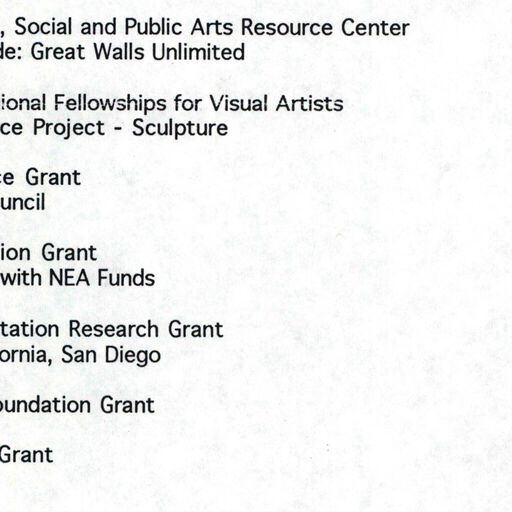 , Social and Public Arts Resource Center
de: Great Walls Unlimited
ional Fellowships for Visual Artists
ce Project - Sculpture
ce Grant
uncil
ion Grant
with NEA Funds
tation Research Grant
ornia, San Diego
oundation Grant
Grant